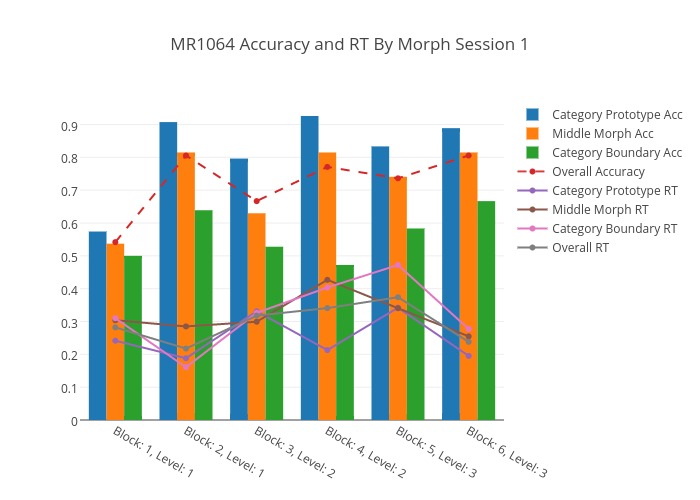 MR1064 Accuracy and RT By Morph Session 1
0.9
0.8
0.7
0.6
0.5
0.4
0.3
0.2
0.1
0
Block: 1, Level: 1
Block: 2, Level: 1
Block: 3, Level: 2
Block: 4, Level: 2
Block: 5, Level: 3
Block: 6, Level: 3
Category Prototype Acc
Middle Morph Acc
Category Boundary Acc
Overall Accuracy
Category Prototype RT
Middle Morph RT
Category Boundary RT
Overall RT